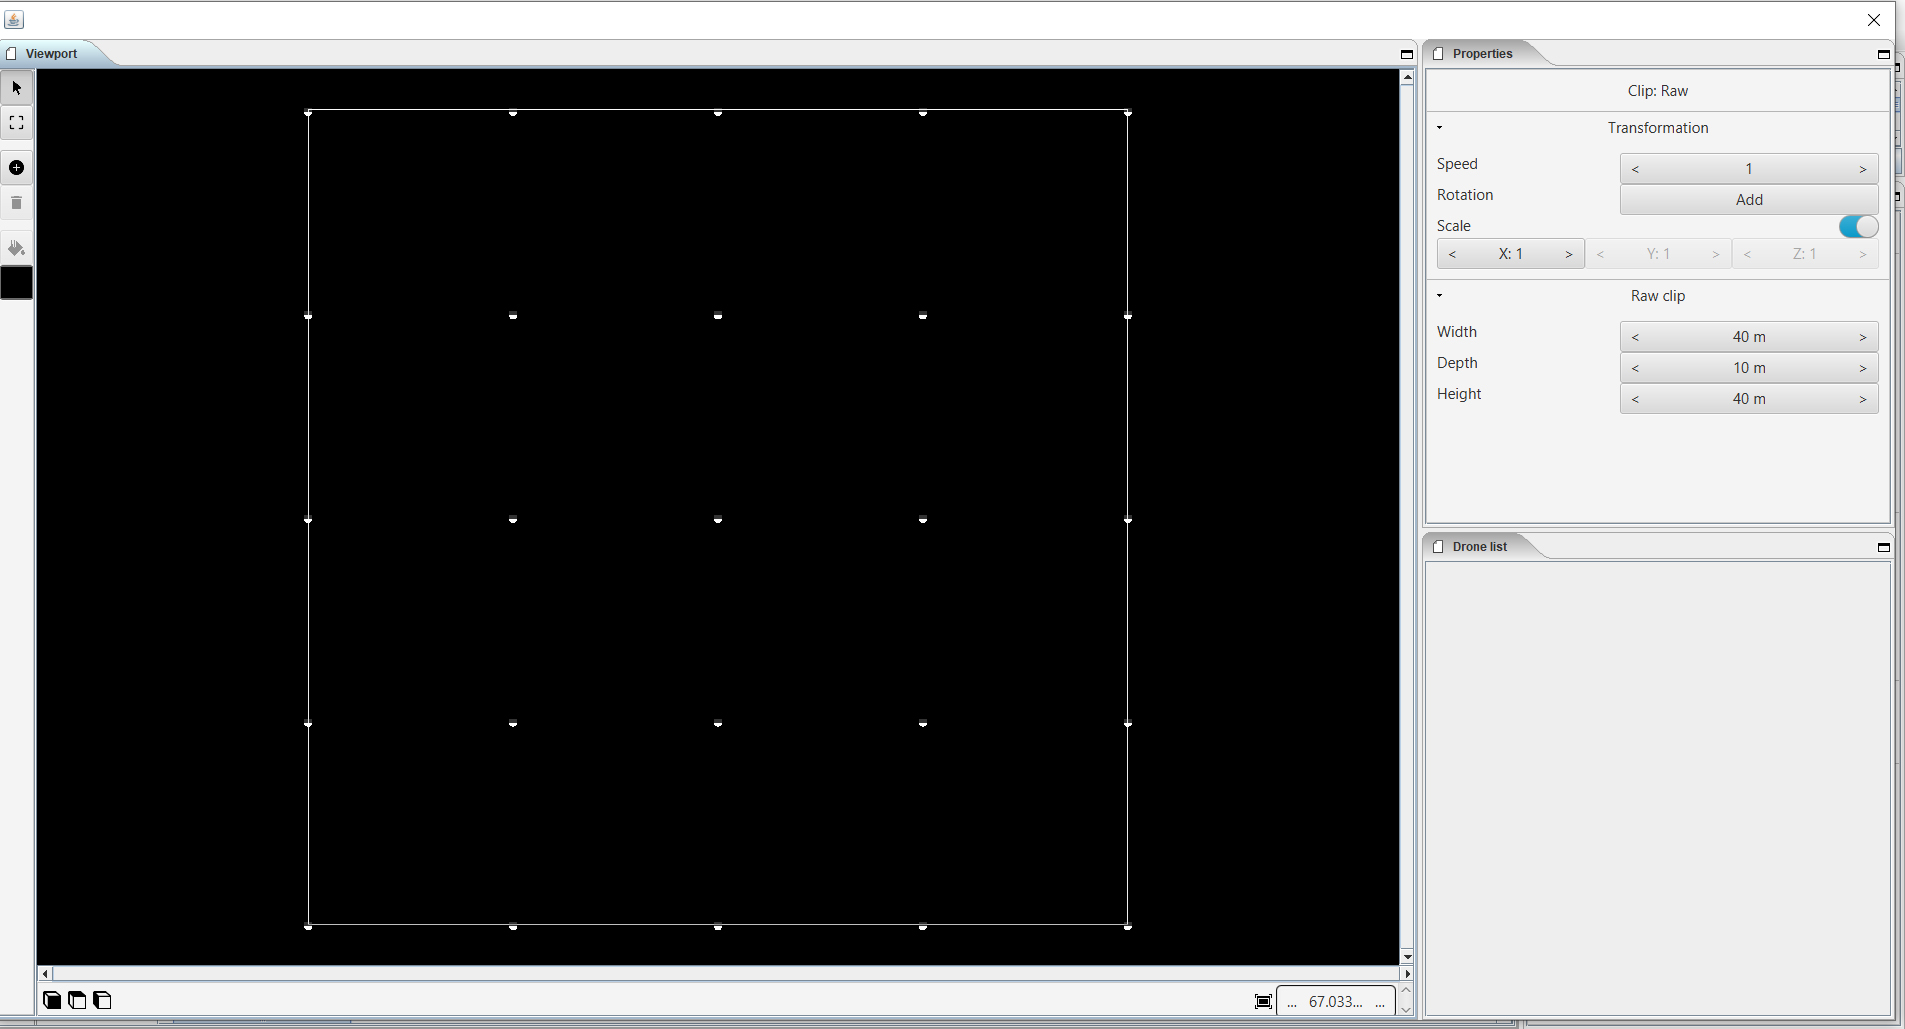 Viewport
Properties
Clip: Raw
Transformation
Speed
< 1 >
Rotation
Add
Scale
< X: 1 > < Y: 1 > < Z: 1 >
Raw clip
Width
< 40 m >
Depth
< 10 m >
Height
< 40 m >
Drone list
... 67.033... ...